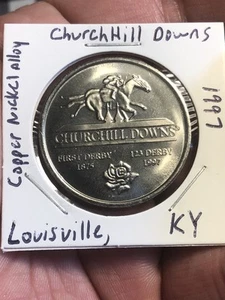 ChurchHill Downs
1997
Copper Nickel Alloy
CHURCHILL DOWNS
FIRST DERBY 123 DERBY
1875 1997
Louisville, KY